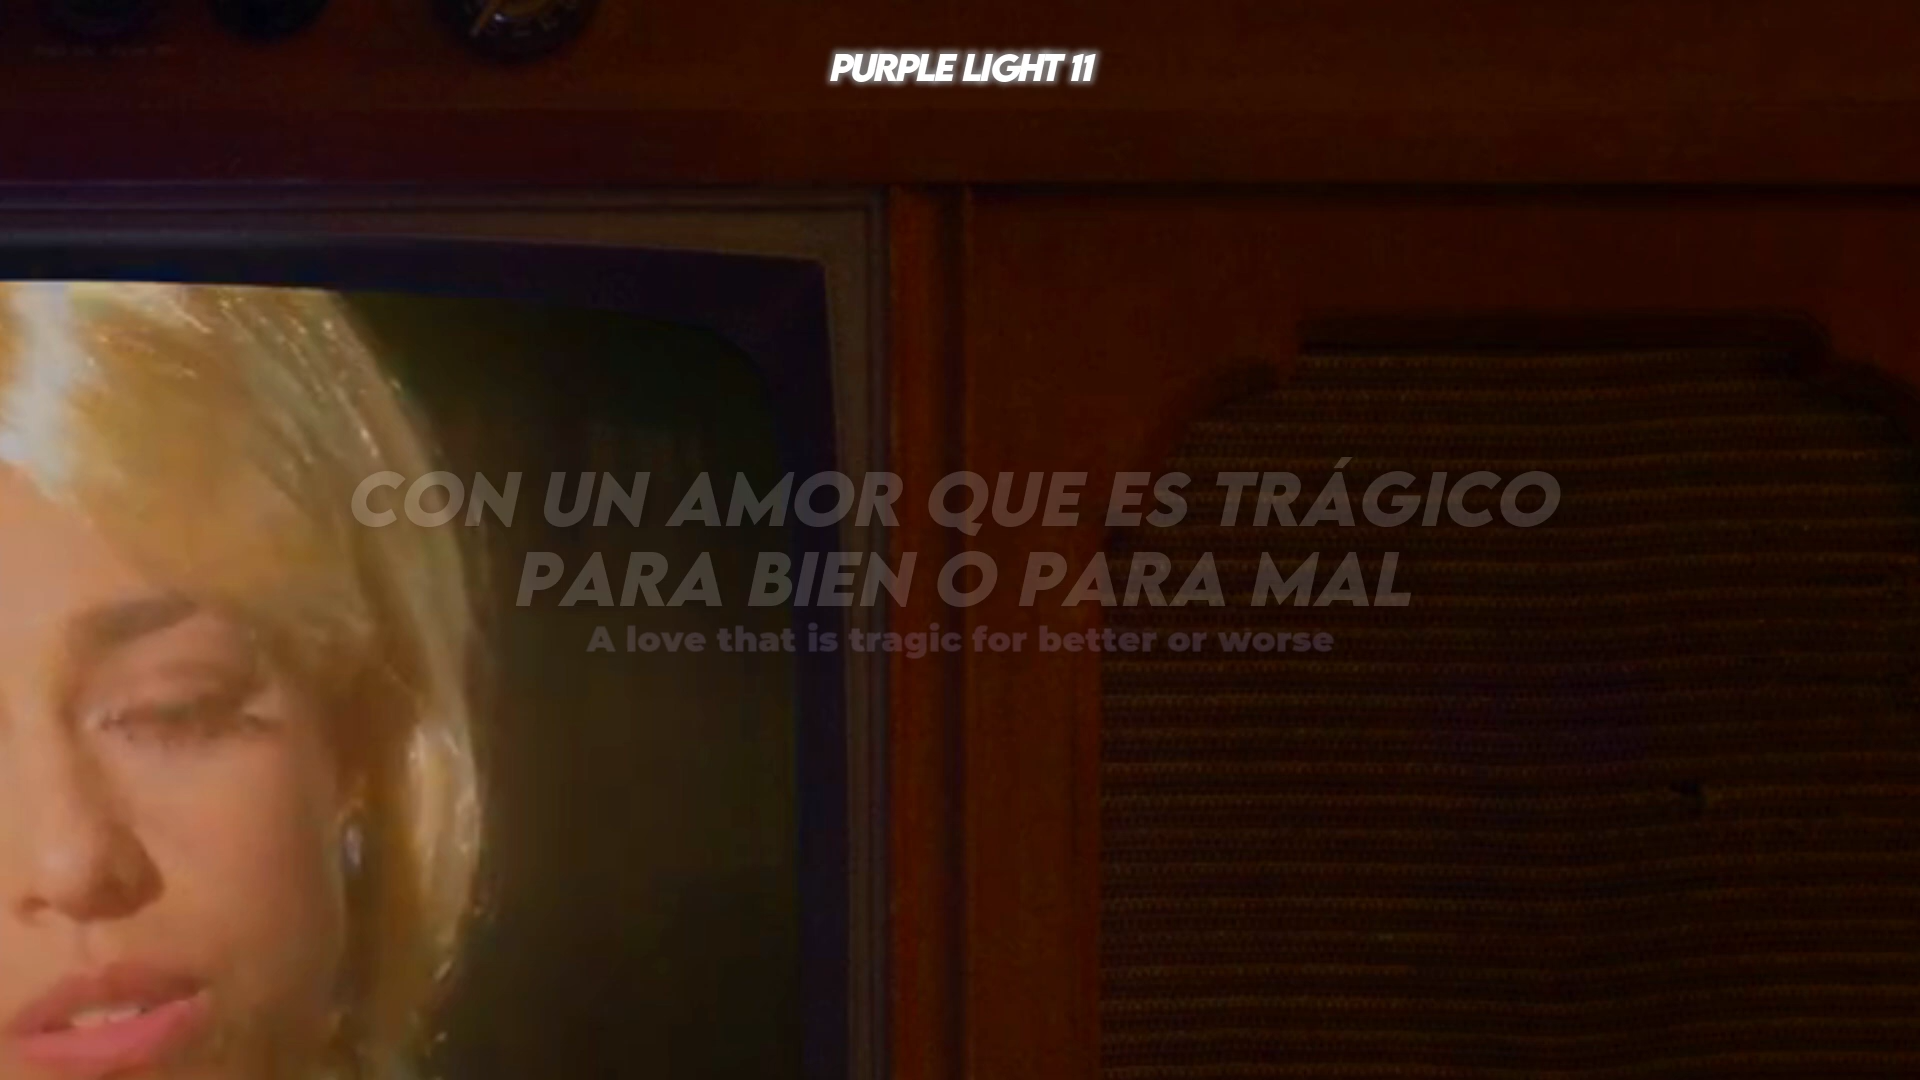 PURPLE LIGHT 11
CON UN AMOR QUE ES TRÁGICO
PARA BIEN O PARA MAL
A love that is tragic for better or worse